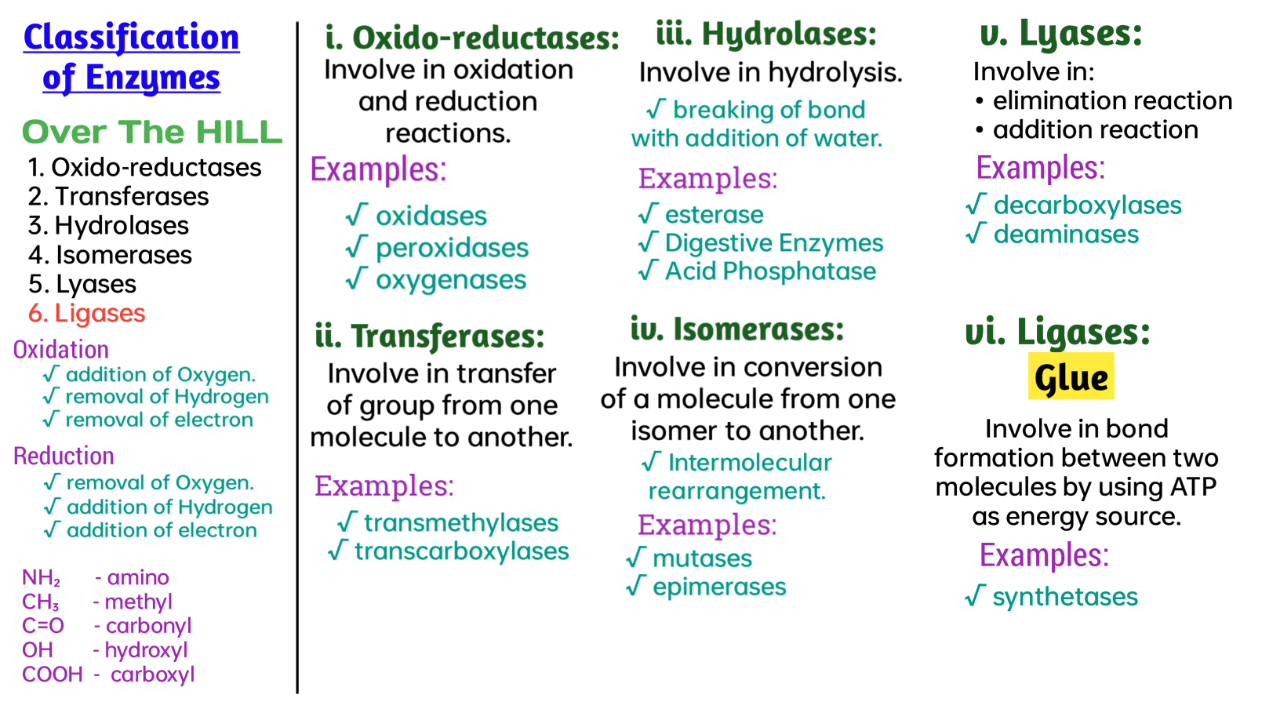 Classification
of Enzymes
Over The HILL
1. Oxido-reductases
2. Transferases
3. Hydrolases
4. Isomerases
5. Lyases
6. Ligases
Oxidation
√ addition of Oxygen.
√ removal of Hydrogen
√ removal of electron
Reduction
√ removal of Oxygen.
√ addition of Hydrogen
√ addition of electron
NH₂ - amino
CH₃ - methyl
C=O - carbonyl
OH - hydroxyl
COOH - carboxyl
i. Oxido-reductases:
Involve in oxidation
and reduction
reactions.
Examples:
√ oxidases
√ peroxidases
√ oxygenases
ii. Transferases:
Involve in transfer
of group from one
molecule to another.
Examples:
√ transmethylases
√ transcarboxylases
iii. Hydrolases:
Involve in hydrolysis.
√ breaking of bond
with addition of water.
Examples:
√ esterase
√ Digestive Enzymes
√ Acid Phosphatase
iv. Isomerases:
Involve in conversion
of a molecule from one
isomer to another.
√ Intermolecular
rearrangement.
Examples:
√ mutases
√ epimerases
v. Lyases:
Involve in:
• elimination reaction
• addition reaction
Examples:
√ decarboxylases
√ deaminases
vi. Ligases:
Glue
Involve in bond
formation between two
molecules by using ATP
as energy source.
Examples:
√ synthetases